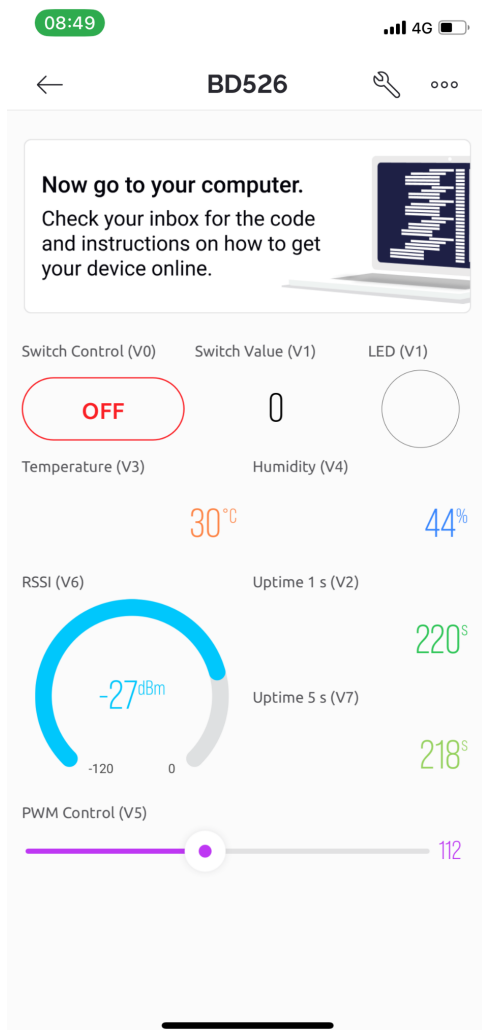 08:49 4G
BD526
Now go to your computer.
Check your inbox for the code
and instructions on how to get
your device online.
Switch Control (V0) Switch Value (V1) LED (V1)
OFF 0
Temperature (V3) Humidity (V4)
30°C 44%
RSSI (V6) Uptime 1 s (V2)
220s
-27dBm
Uptime 5 s (V7)
218s
-120 0
PWM Control (V5)
112